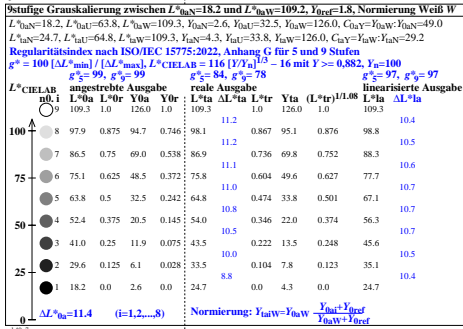 9stufige Grauskalierung zwischen L*0aN=18.2 und L*0aW=109.2, Y0ref=1.8, Normierung Weiß W
L*0aN=18.2, L*0aU=63.8, L*0aW=109.3, Y0aN=2.6, Y0aU=32.5, Y0aW=126.0, C0aY=Y0aW:Y0aN=49.0
L*taN=24.7, L*taU=64.8, L*taW=109.3, Y0aN=4.3, Y0aU=33.8, YtaW=126.0, CtaY=YtaW:YtaN=29.2
Regularitätsindex nach ISO/IEC 15775:2022, Anhang G für 5 und 9 Stufen
g* = 100 [ΔL*min] / [ΔL*max], L*CIELAB = 116 [Y/Yn]1/3 − 16 mit Y >= 0,882, Yn=100
g*5= 99, g*9= 99 g*5= 84, g*9= 78 g*5= 97, g*9= 97
L*CIELAB angestrebte Ausgabe reale Ausgabe linearisierte Ausgabe
n0. i L*0a l*0r Y0a Y0r L*ta ΔL*ta l*tr Yta (L*tr)1/1.08 L*la ΔL*la
9 109.3 1.0 126.0 1.0 109.3 1.0 126.0 1.0 109.3
11.2 10.4
100 8 97.9 0.875 94.7 0.746 98.1 0.867 95.1 0.876 98.8
11.2 10.5
7 86.5 0.75 69.0 0.538 86.9 0.736 69.8 0.752 88.3
11.1 10.6
75 6 75.1 0.625 48.5 0.372 75.8 0.604 49.6 0.627 77.7
11.0 10.7
5 63.8 0.5 32.5 0.242 64.8 0.474 33.8 0.501 67.1
10.8 10.7
50 4 52.4 0.375 20.5 0.145 54.0 0.346 22.0 0.374 56.3
10.5 10.7
3 41.0 0.25 11.9 0.075 43.5 0.222 13.5 0.248 45.6
10.0 10.5
25 2 29.6 0.125 6.1 0.028 33.5 0.104 7.8 0.123 35.1
8.8 10.4
1 18.2 0.0 2.6 0.0 24.7 0.0 4.3 0.0 24.7
0 ΔL*0a=11.4 (i=1,2,...,8) Normierung: YtaiW=Y0aW Y0ai+Y0ref
Y0aW+Y0ref